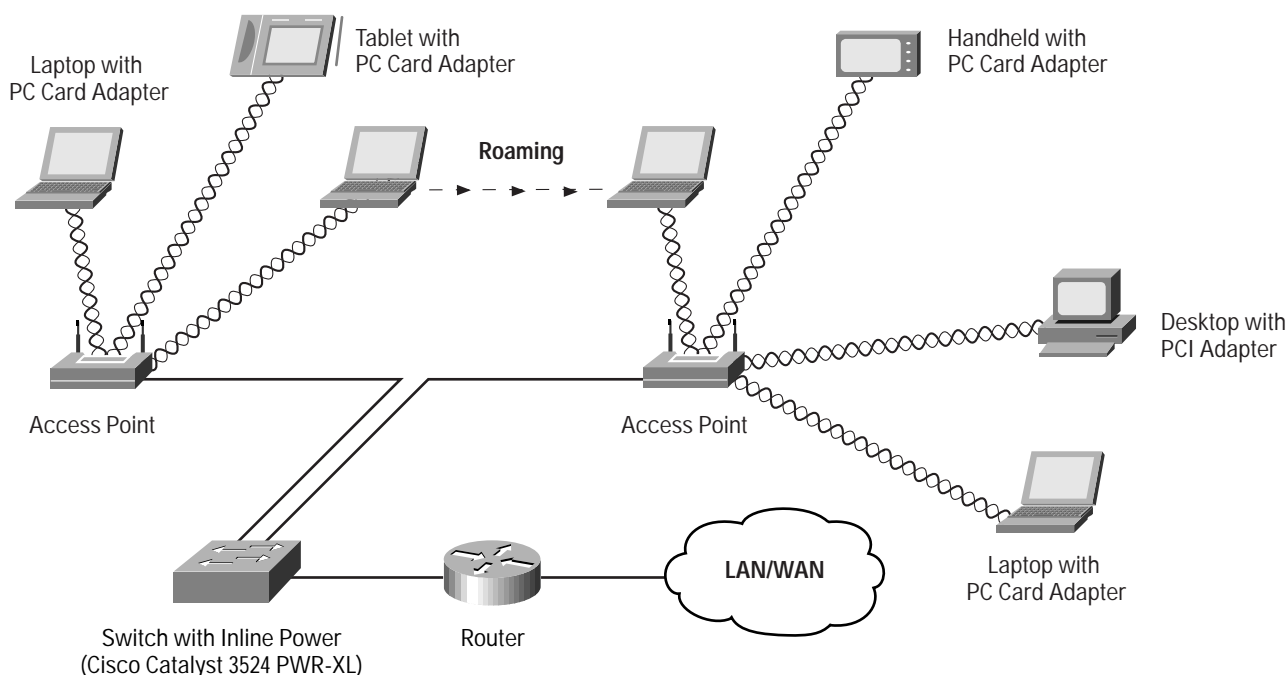 Tablet with
PC Card Adapter
Handheld with
PC Card Adapter
Laptop with
PC Card Adapter
Roaming
Desktop with
PCI Adapter
Access Point
Access Point
LAN/WAN
Laptop with
PC Card Adapter
Switch with Inline Power
(Cisco Catalyst 3524 PWR-XL)
Router